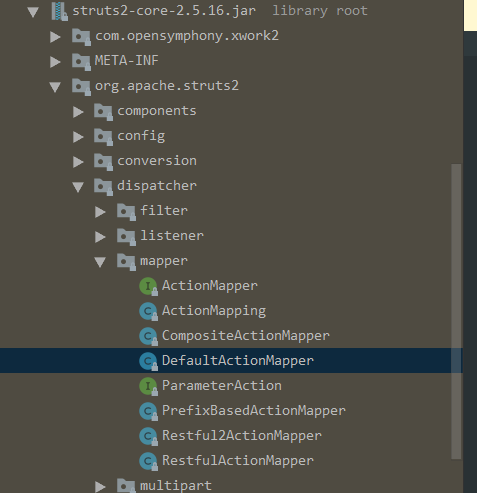 struts2-core-2.5.16.jar library root
com.opensymphony.xwork2
META-INF
org.apache.struts2
components
config
conversion
dispatcher
filter
listener
mapper
I ActionMapper
C ActionMapping
C CompositeActionMapper
C DefaultActionMapper
I ParameterAction
C PrefixBasedActionMapper
C Restful2ActionMapper
C RestfulActionMapper
multipart